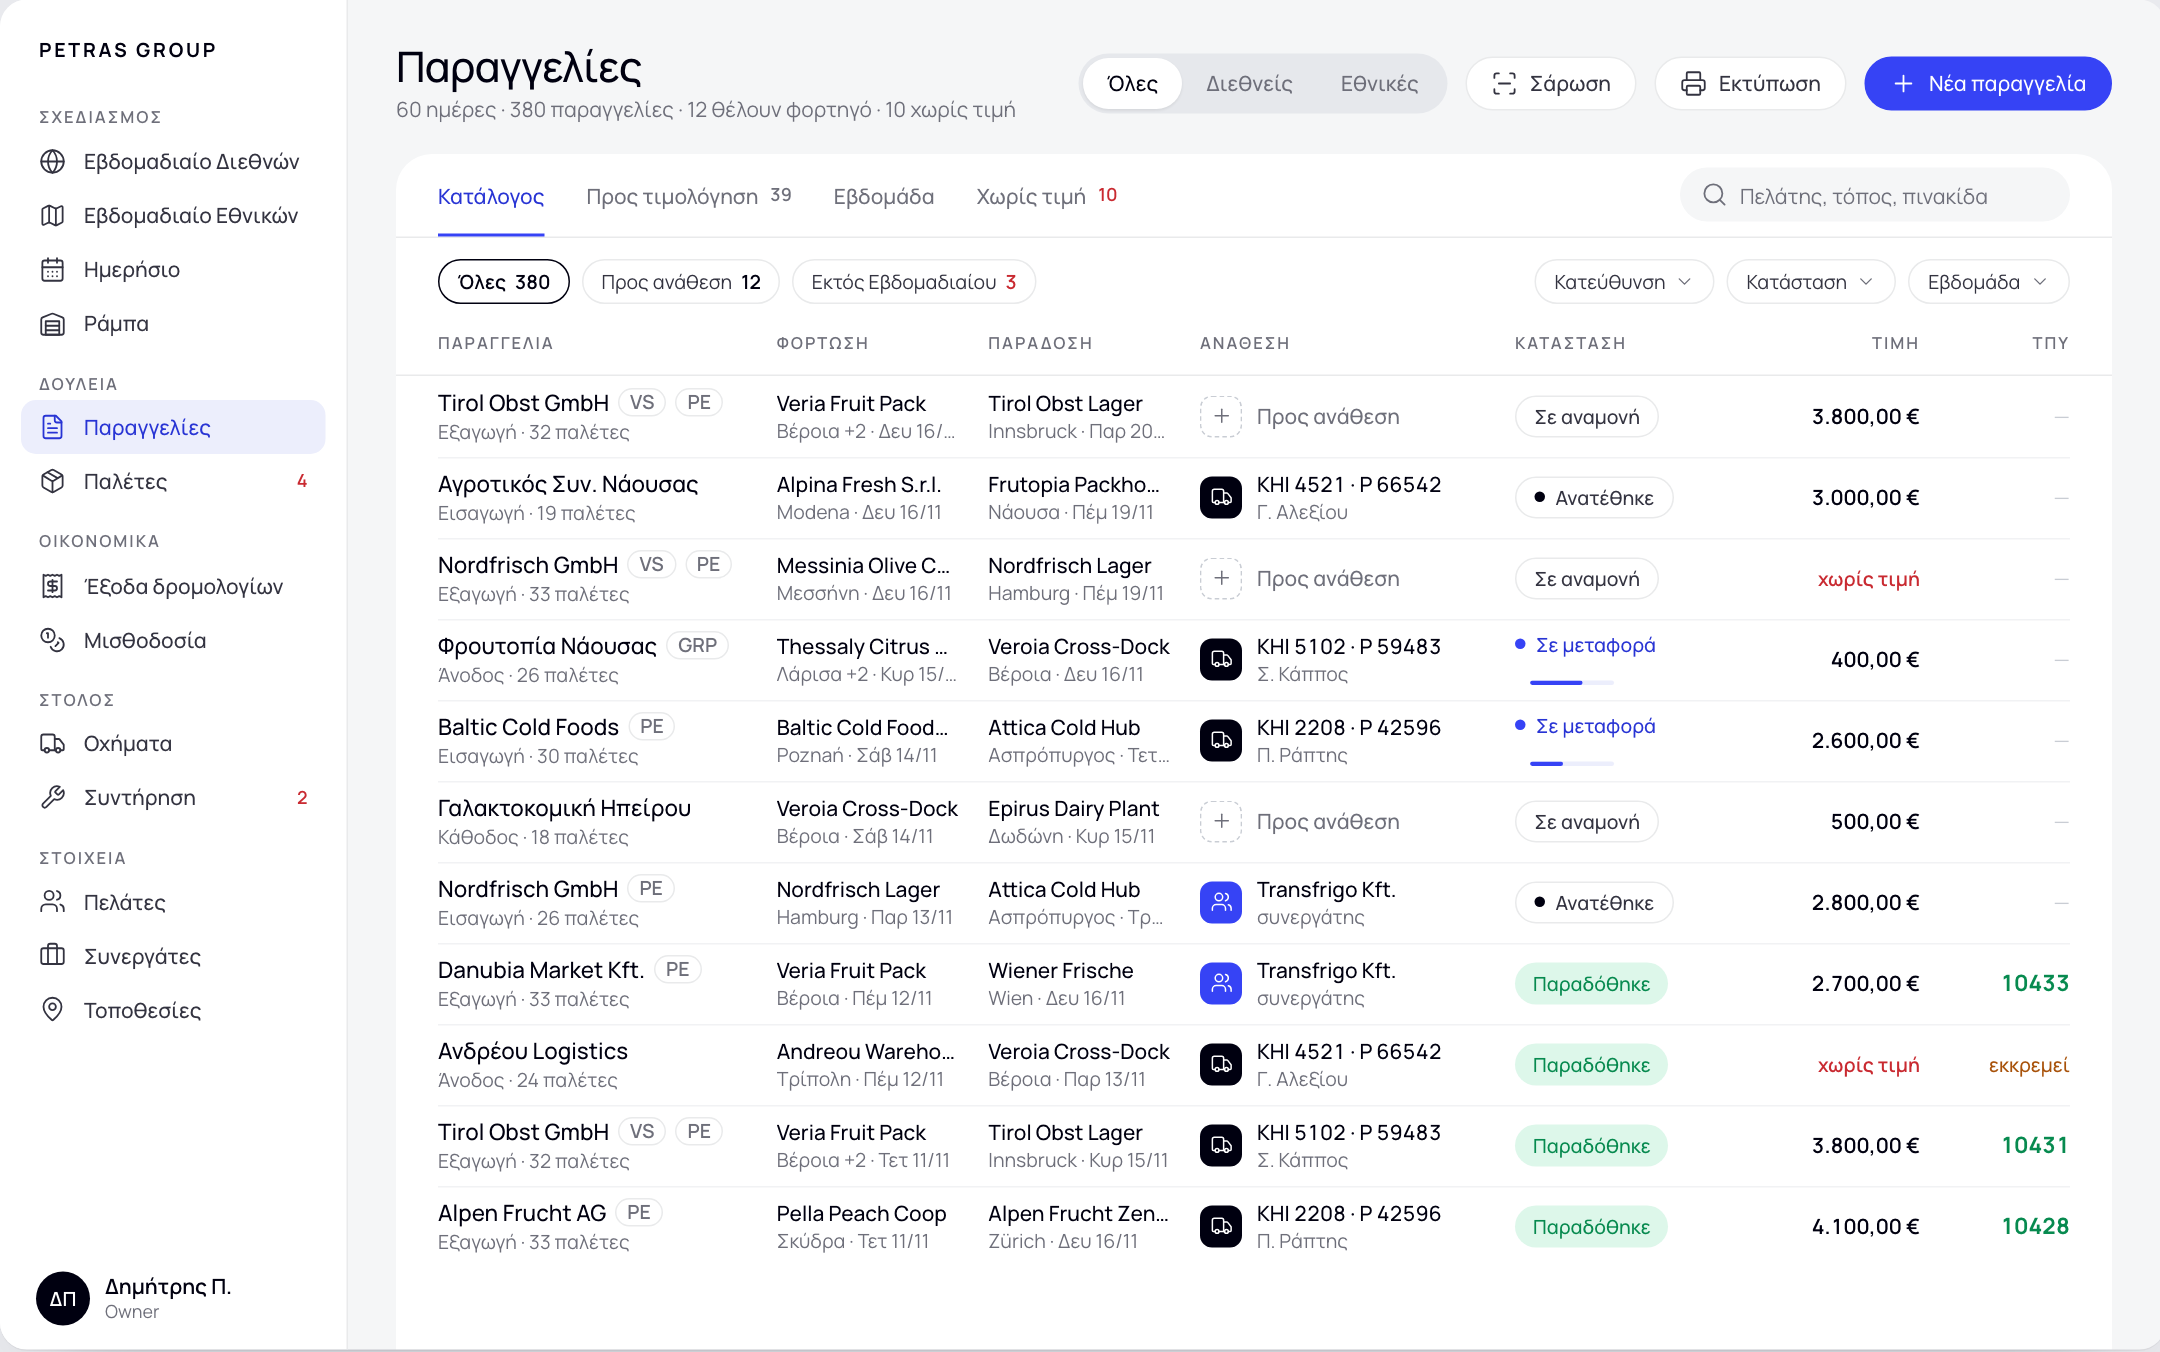 PETRAS GROUP
ΣΧΕΔΙΑΣΜΟΣ
Εβδομαδιαίο Διεθνών
Εβδομαδιαίο Εθνικών
Ημερήσιο
Ράμπα
ΔΟΥΛΕΙΑ
Παραγγελίες
Παλέτες 4
ΟΙΚΟΝΟΜΙΚΑ
Έξοδα δρομολογίων
Μισθοδοσία
ΣΤΟΛΟΣ
Οχήματα
Συντήρηση 2
ΣΤΟΙΧΕΙΑ
Πελάτες
Συνεργάτες
Τοποθεσίες
ΔΠ
Δημήτρης Π.
Owner
Παραγγελίες
60 ημέρες · 380 παραγγελίες · 12 θέλουν φορτηγό · 10 χωρίς τιμή
Όλες Διεθνείς Εθνικές Σάρωση Εκτύπωση + Νέα παραγγελία
Κατάλογος Προς τιμολόγηση 39 Εβδομάδα Χωρίς τιμή 10 Πελάτης, τόπος, πινακίδα
Όλες 380 Προς ανάθεση 12 Εκτός Εβδομαδιαίου 3 Κατεύθυνση Κατάσταση Εβδομάδα
ΠΑΡΑΓΓΕΛΙΑ ΦΟΡΤΩΣΗ ΠΑΡΑΔΟΣΗ ΑΝΑΘΕΣΗ ΚΑΤΑΣΤΑΣΗ ΤΙΜΗ ΤΠΥ
Tirol Obst GmbH VS PE Veria Fruit Pack Tirol Obst Lager + Προς ανάθεση Σε αναμονή 3.800,00 € —
Εξαγωγή · 32 παλέτες Βέροια +2 · Δευ 16/… Innsbruck · Παρ 20…
Αγροτικός Συν. Νάουσας Alpina Fresh S.r.l. Frutopia Packho… KHI 4521 · P 66542 Ανατέθηκε 3.000,00 € —
Εισαγωγή · 19 παλέτες Modena · Δευ 16/11 Νάουσα · Πέμ 19/11 Γ. Αλεξίου
Nordfrisch GmbH VS PE Messinia Olive C… Nordfrisch Lager + Προς ανάθεση Σε αναμονή χωρίς τιμή —
Εξαγωγή · 33 παλέτες Μεσσήνη · Δευ 16/11 Hamburg · Πέμ 19/11
Φρουτοπία Νάουσας GRP Thessaly Citrus … Veroia Cross-Dock KHI 5102 · P 59483 Σε μεταφορά 400,00 € —
Άνοδος · 26 παλέτες Λάρισα +2 · Κυρ 15/… Βέροια · Δευ 16/11 Σ. Κάππος
Baltic Cold Foods PE Baltic Cold Food… Attica Cold Hub KHI 2208 · P 42596 Σε μεταφορά 2.600,00 € —
Εισαγωγή · 30 παλέτες Poznań · Σάβ 14/11 Ασπρόπυργος · Τετ… Π. Ράπτης
Γαλακτοκομική Ηπείρου Veroia Cross-Dock Epirus Dairy Plant + Προς ανάθεση Σε αναμονή 500,00 € —
Κάθοδος · 18 παλέτες Βέροια · Σάβ 14/11 Δωδώνη · Κυρ 15/11
Nordfrisch GmbH PE Nordfrisch Lager Attica Cold Hub Transfrigo Kft. Ανατέθηκε 2.800,00 € —
Εισαγωγή · 26 παλέτες Hamburg · Παρ 13/11 Ασπρόπυργος · Τρ… συνεργάτης
Danubia Market Kft. PE Veria Fruit Pack Wiener Frische Transfrigo Kft. Παραδόθηκε 2.700,00 € 10433
Εξαγωγή · 33 παλέτες Βέροια · Πέμ 12/11 Wien · Δευ 16/11 συνεργάτης
Ανδρέου Logistics Andreou Wareho… Veroia Cross-Dock KHI 4521 · P 66542 Παραδόθηκε χωρίς τιμή εκκρεμεί
Άνοδος · 24 παλέτες Τρίπολη · Πέμ 12/11 Βέροια · Παρ 13/11 Γ. Αλεξίου
Tirol Obst GmbH VS PE Veria Fruit Pack Tirol Obst Lager KHI 5102 · P 59483 Παραδόθηκε 3.800,00 € 10431
Εξαγωγή · 32 παλέτες Βέροια +2 · Τετ 11/11 Innsbruck · Κυρ 15/11 Σ. Κάππος
Alpen Frucht AG PE Pella Peach Coop Alpen Frucht Zen… KHI 2208 · P 42596 Παραδόθηκε 4.100,00 € 10428
Εξαγωγή · 33 παλέτες Σκύδρα · Τετ 11/11 Zürich · Δευ 16/11 Π. Ράπτης